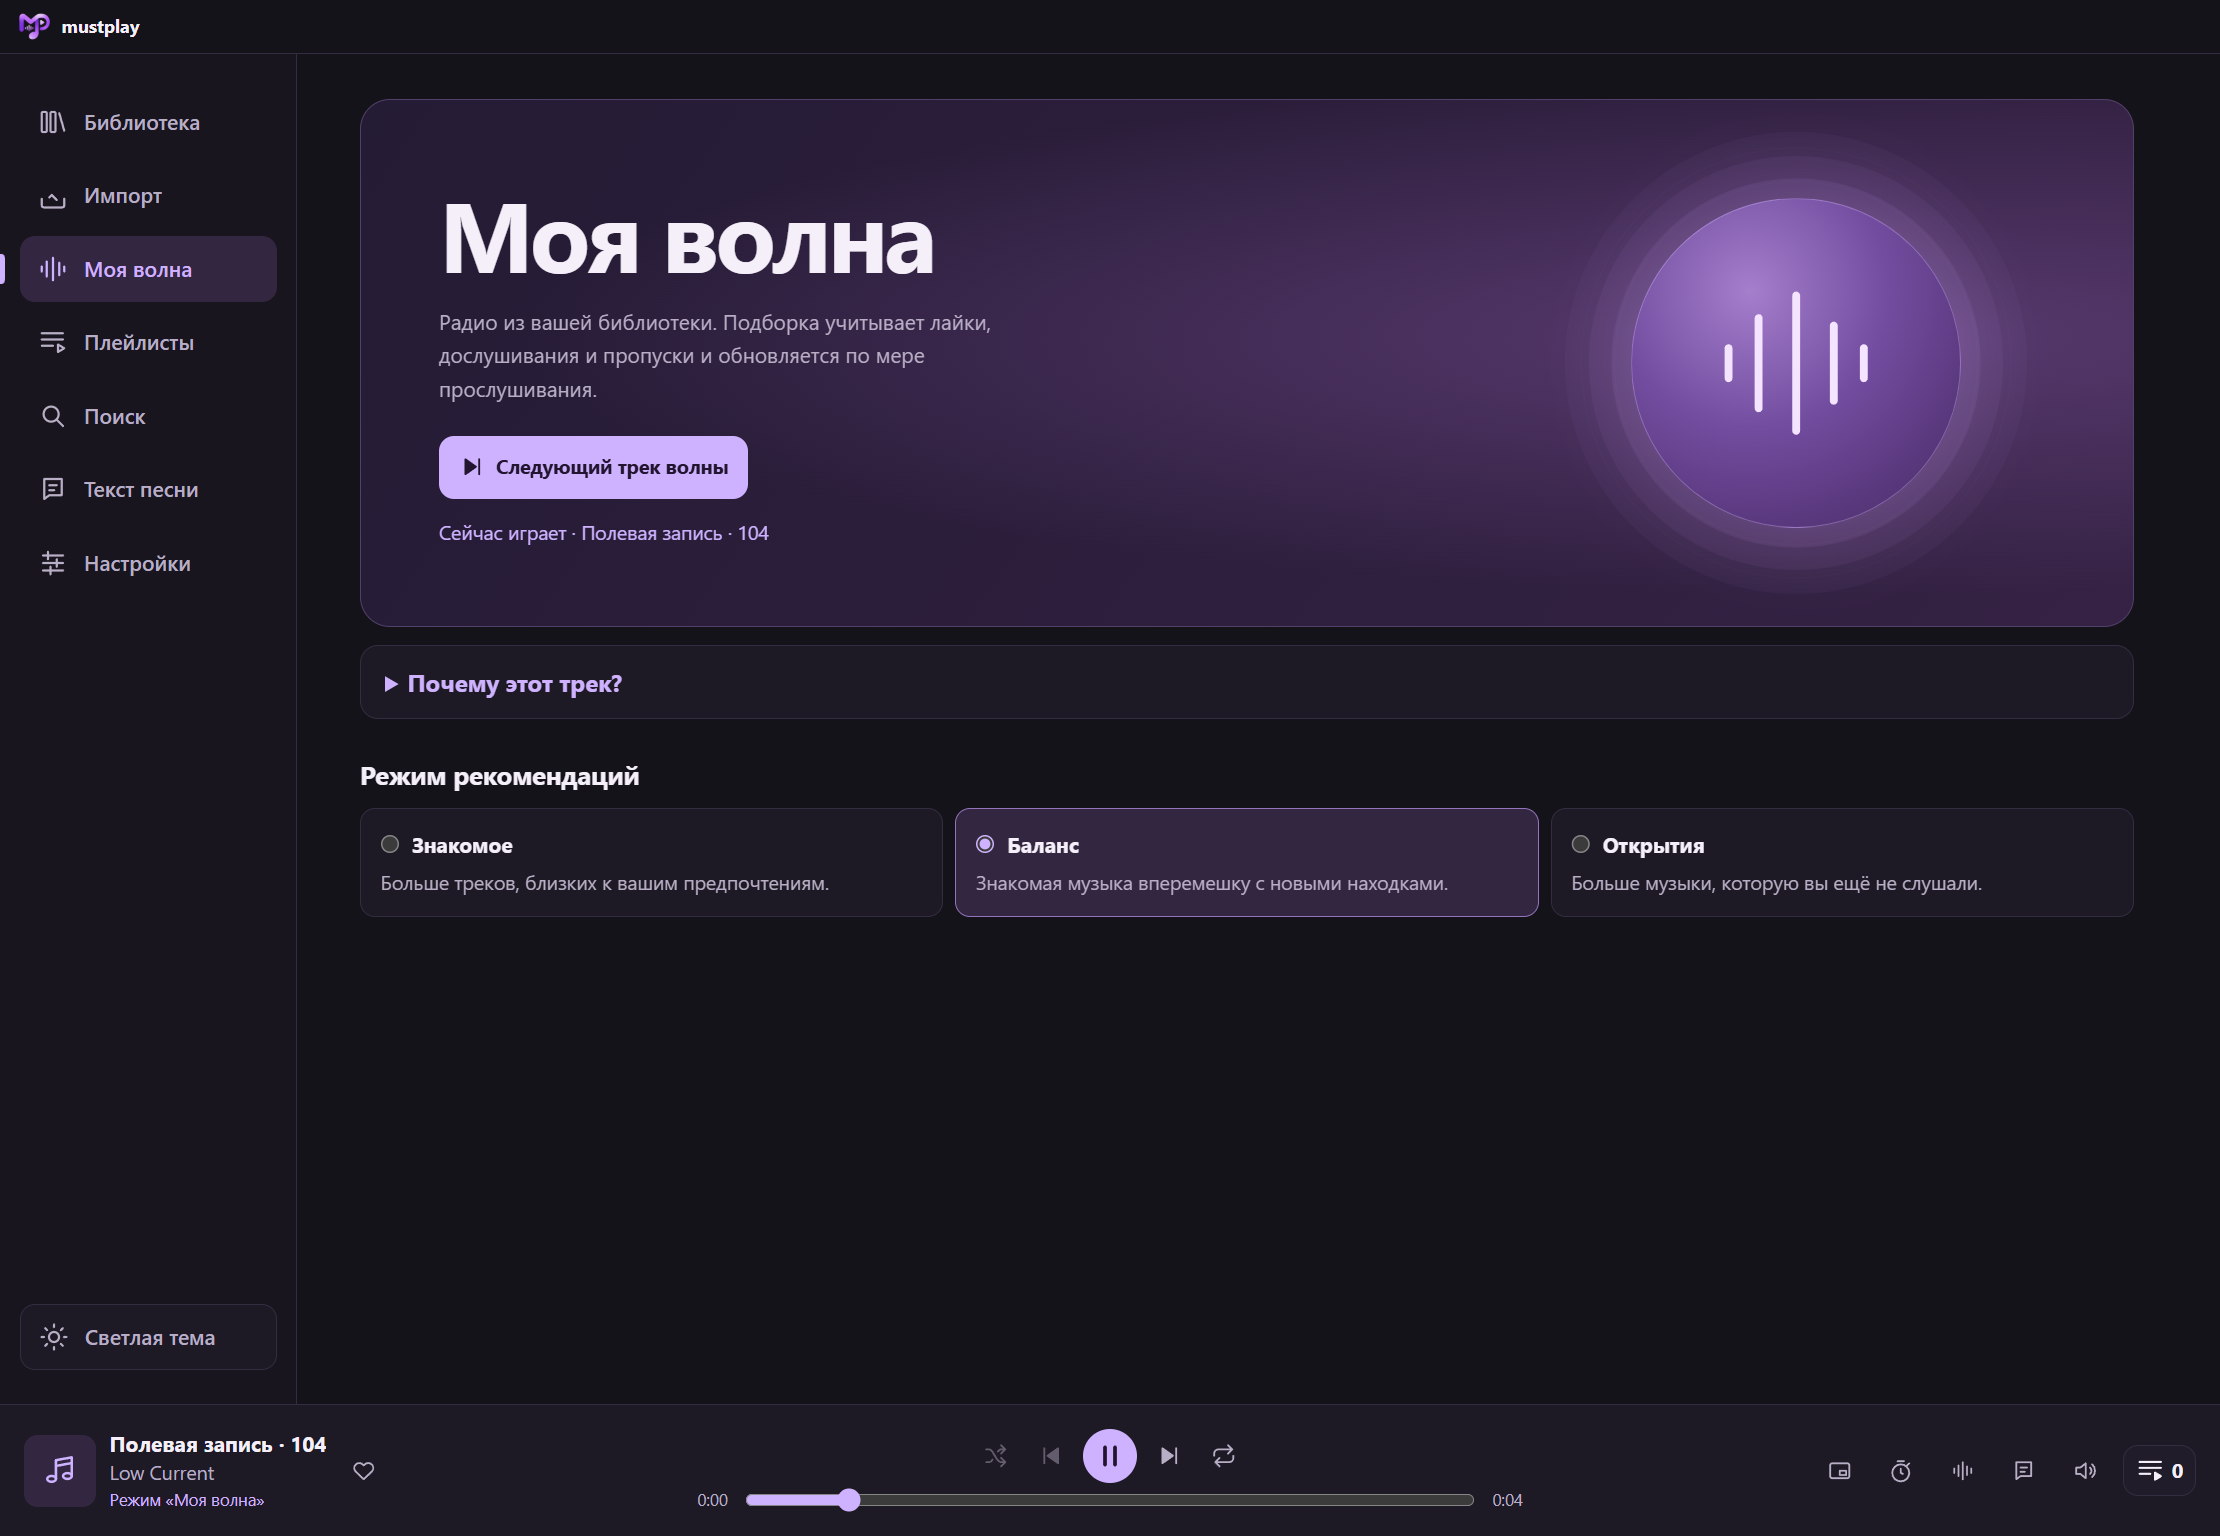 mustplay
Библиотека
Импорт
Моя волна
Плейлисты
Поиск
Текст песни
Настройки
Светлая тема
Моя волна
Радио из вашей библиотеки. Подборка учитывает лайки,
дослушивания и пропуски и обновляется по мере
прослушивания.
Следующий трек волны
Сейчас играет · Полевая запись · 104
Почему этот трек?
Режим рекомендаций
Знакомое
Больше треков, близких к вашим предпочтениям.
Баланс
Знакомая музыка вперемешку с новыми находками.
Открытия
Больше музыки, которую вы ещё не слушали.
Полевая запись · 104
Low Current
Режим «Моя волна»
0:00
0:04
0